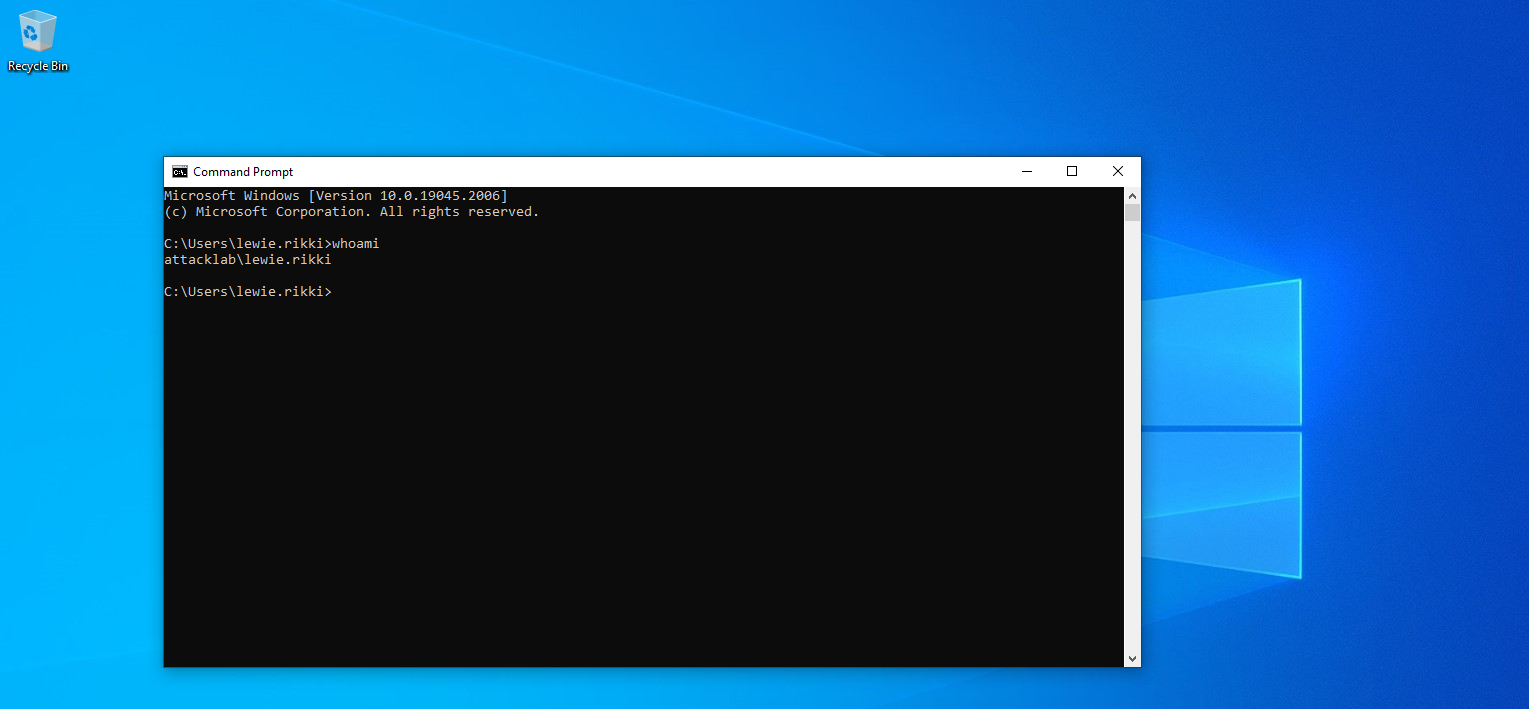 Recycle Bin
Command Prompt
Microsoft Windows [Version 10.0.19045.2006]
(c) Microsoft Corporation. All rights reserved.
C:\Users\lewie.rikki>whoami
attacklab\lewie.rikki
C:\Users\lewie.rikki>